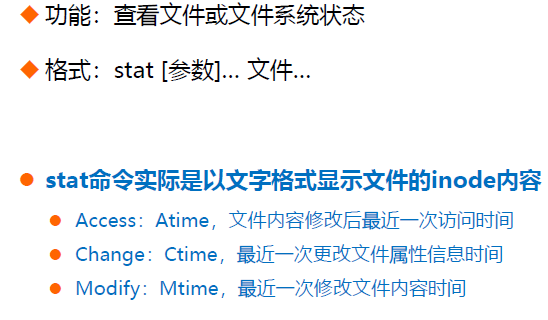 功能：查看文件或文件系统状态
格式：stat [参数]... 文件...
stat命令实际是以文字格式显示文件的inode内容
Access：Atime，文件内容修改后最近一次访问时间
Change：Ctime，最近一次更改文件属性信息时间
Modify：Mtime，最近一次修改文件内容时间